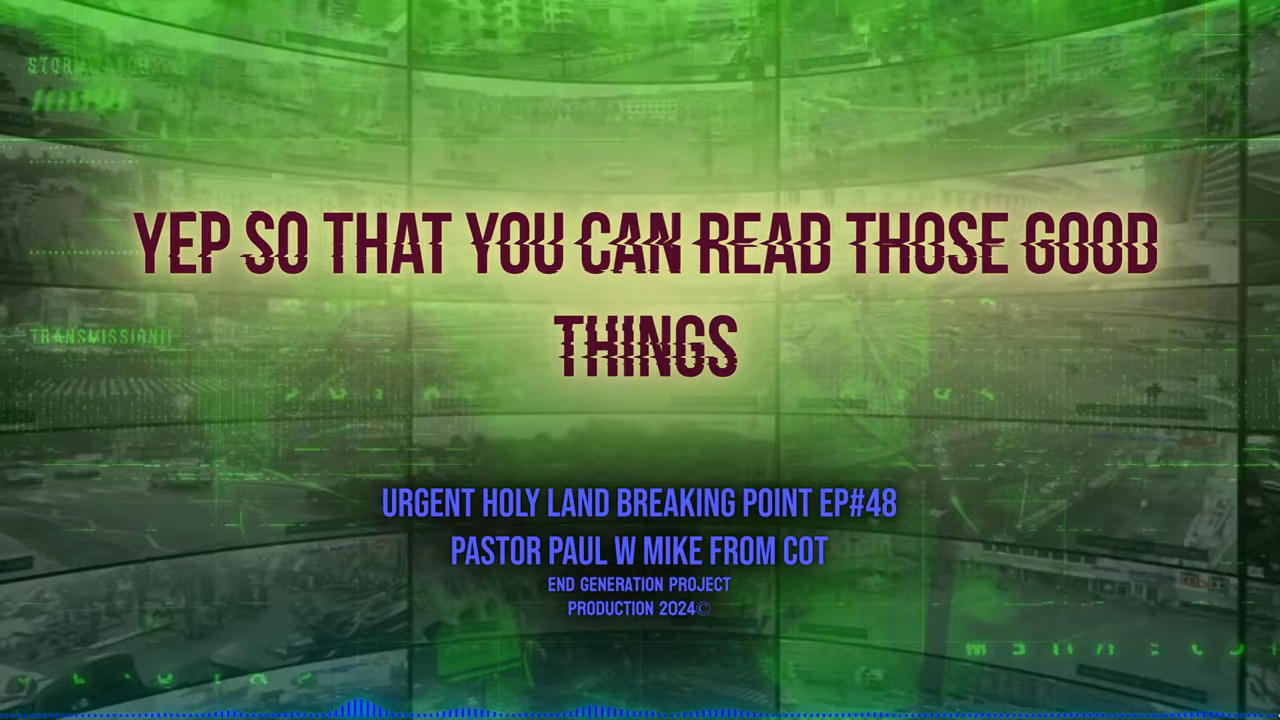 YEP SO THAT YOU CAN READ THOSE GOOD
THINGS
TRANSMISSION
URGENT HOLY LAND BREAKING POINT EP#48
PASTOR PAUL W MIKE FROM COT
END GENERATION PROJECT
PRODUCTION 2024©